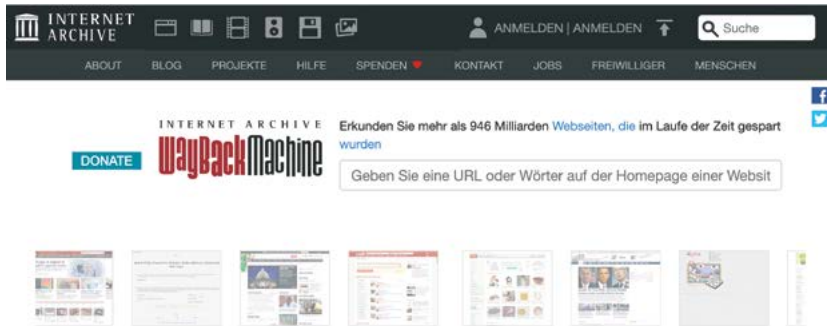 INTERNET
ARCHIVE
ANMELDEN | ANMELDEN
Suche
ABOUT BLOG PROJEKTE HILFE SPENDEN KONTAKT JOBS FREIWILLIGER MENSCHEN
DONATE
INTERNET ARCHIVE
WayBackMachine
Erkunden Sie mehr als 946 Milliarden Webseiten, die im Laufe der Zeit gespart
wurden
Geben Sie eine URL oder Wörter auf der Homepage einer Websit